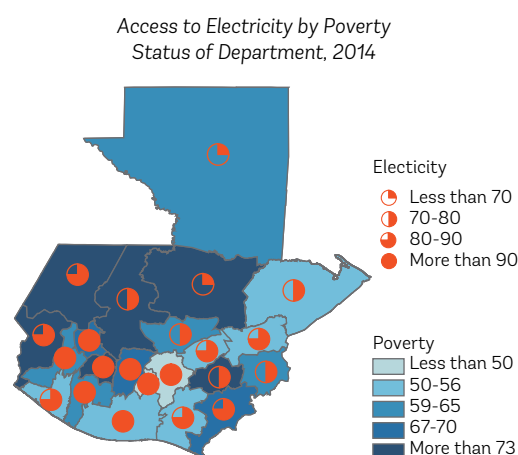 Access to Electricity by Poverty
Status of Department, 2014
Electicity
Less than 70
70-80
80-90
More than 90
Poverty
Less than 50
50-56
59-65
67-70
More than 73